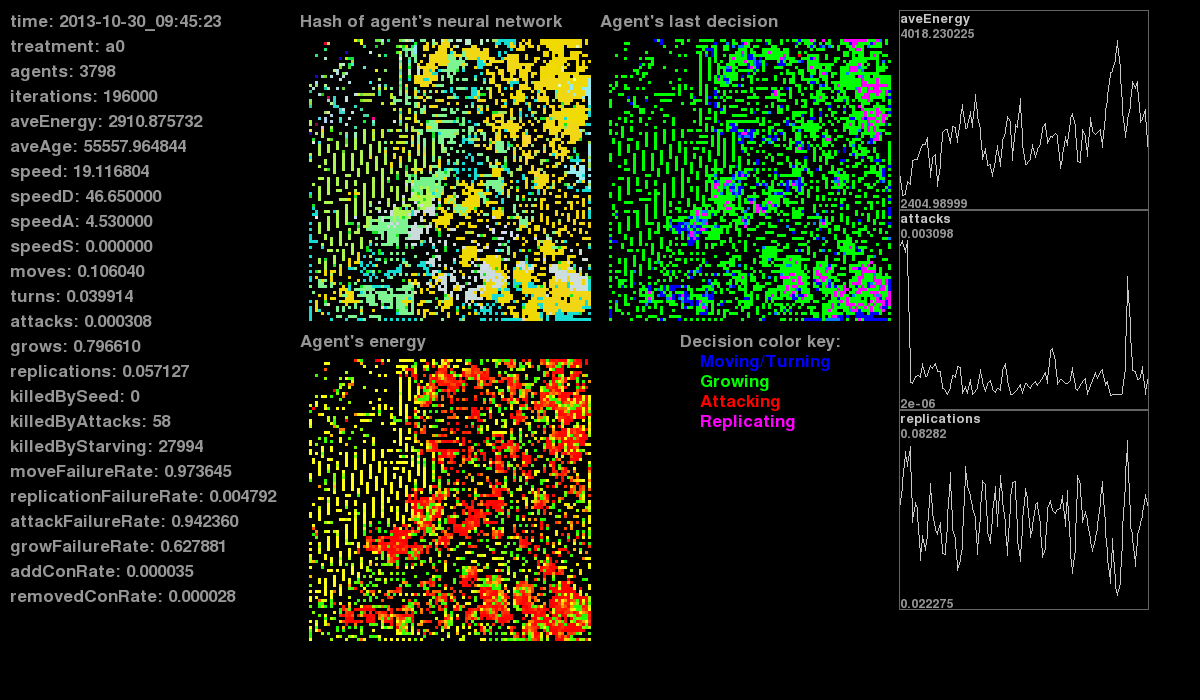 time: 2013-10-30_09:45:23
treatment: a0
agents: 3798
iterations: 196000
aveEnergy: 2910.875732
aveAge: 55557.964844
speed: 19.116804
speedD: 46.650000
speedA: 4.530000
speedS: 0.000000
moves: 0.106040
turns: 0.039914
attacks: 0.000308
grows: 0.796610
replications: 0.057127
killedBySeed: 0
killedByAttacks: 58
killedByStarving: 27994
moveFailureRate: 0.973645
replicationFailureRate: 0.004792
attackFailureRate: 0.942360
growFailureRate: 0.627881
addConRate: 0.000035
removedConRate: 0.000028
Hash of agent's neural network
Agent's last decision
Agent's energy
Decision color key:
Moving/Turning
Growing
Attacking
Replicating
aveEnergy
4018.230225
2404.98999
attacks
0.003098
2e-06
replications
0.08282
0.022275